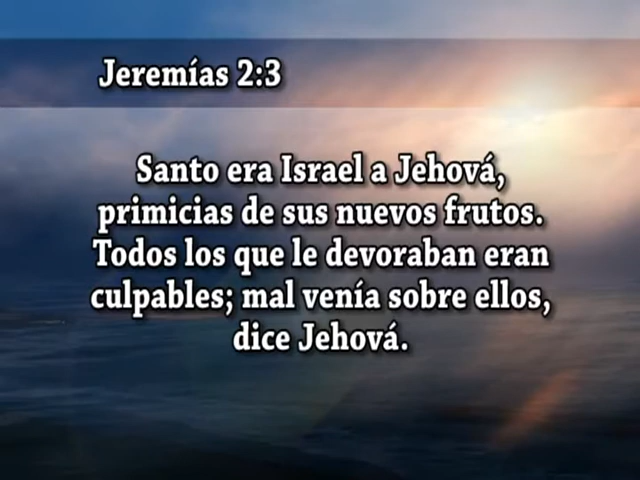 Jeremías 2:3
Santo era Israel a Jehová,
primicias de sus nuevos frutos.
Todos los que le devoraban eran
culpables; mal venía sobre ellos,
dice Jehová.